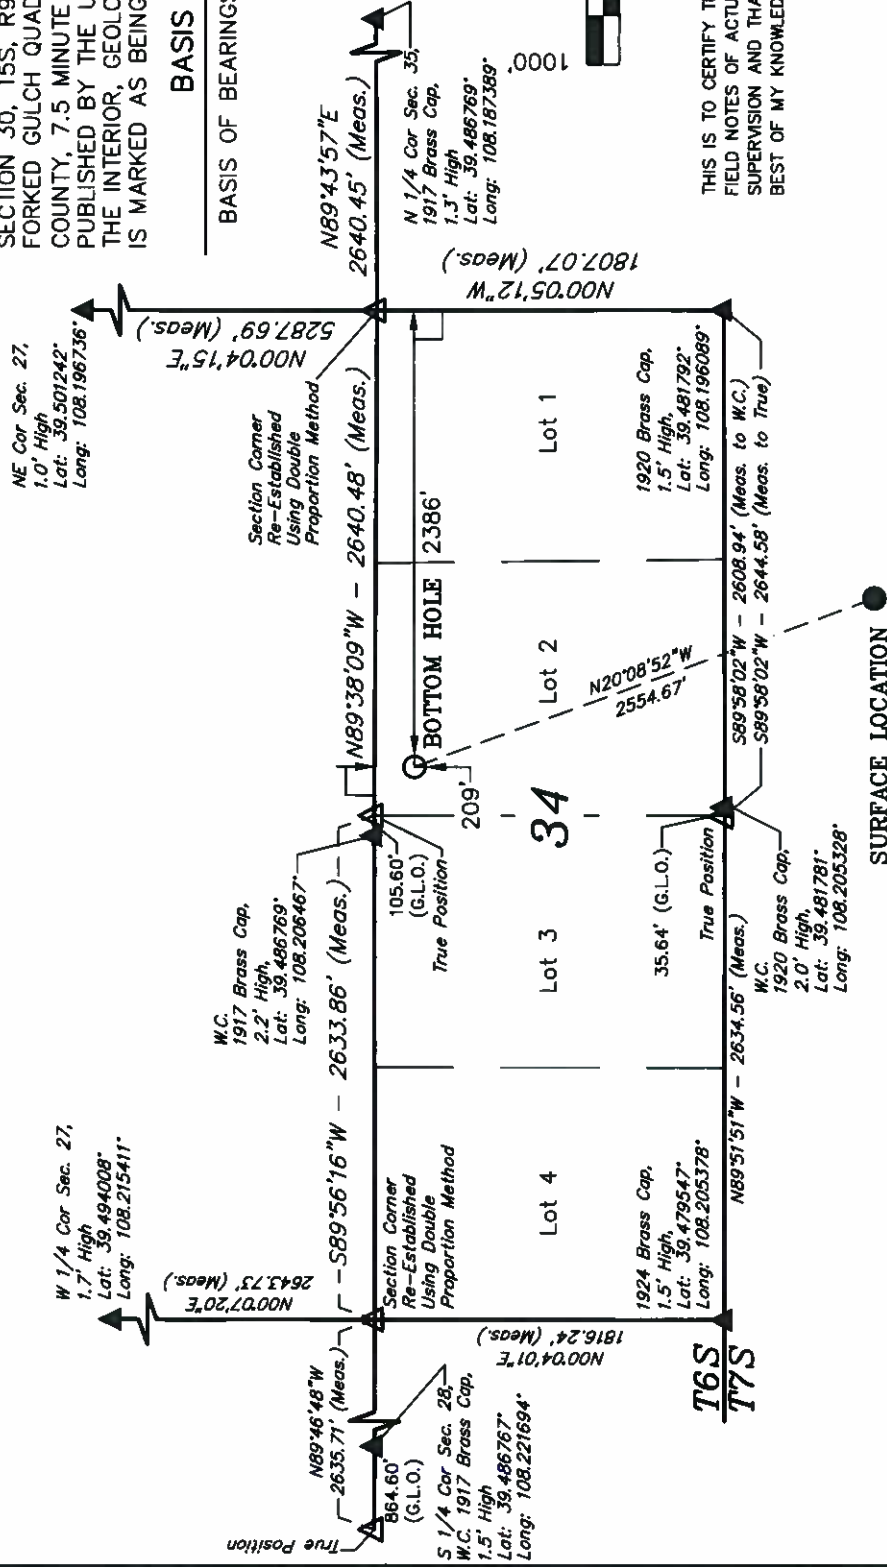 SECTION 30, 15S, R9
FORKED GULCH QUAD
COUNTY, 7.5 MINUTE
PUBLISHED BY THE U
THE INTERIOR, GEOLO
IS MARKED AS BEING
BASIS
BASIS OF BEARINGS
NE Cor Sec. 27,
1.0' High
Lat: 39.501242°
Long: 108.196736°
N00°04'15"E
5287.69' (Meas.)
W 1/4 Cor Sec. 27,
1.7' High
Lat: 39.494008°
Long: 108.215411°
N00°07'20"E
2643.73' (Meas.)
W.C.
1917 Brass Cap,
2.2' High,
Lat: 39.486769°
Long: 108.206467°
Section Corner
Re-Established
Using Double
Proportion Method
True Position
N89°46'48"W
2635.71' (Meas.)
S89°56'16"W - 2633.86' (Meas.)
N89°38'09"W - 2640.48' (Meas.)
N89°43'57"E
2640.45' (Meas.)
864.60'
(G.L.O.)
S 1/4 Cor Sec. 28,
W.C. 1917 Brass Cap,
1.5' High
Lat: 39.486767°
Long: 108.221694°
Section Corner
Re-Established
Using Double
Proportion Method
105.60'
(G.L.O.)
True Position
209'
BOTTOM HOLE
2386'
N 1/4 Cor Sec. 35,
1917 Brass Cap,
1.3' High
Lat: 39.486769°
Long: 108.187389°
1000'
N00°04'01"E
1816.24' (Meas.)
Lot 4
Lot 3
34
Lot 2
Lot 1
N00°05'12"W
1807.07' (Meas.)
N20°08'52"W
2554.67'
1924 Brass Cap,
1.5' High,
Lat: 39.479547°
Long: 108.205378°
35.64' (G.L.O.)
True Position
1920 Brass Cap,
1.5' High,
Lat: 39.481792°
Long: 108.196089°
T6S
T7S
N89°51'51"W - 2634.56' (Meas.)
S89°58'02"W - 2608.94' (Meas. to W.C.)
S89°58'02"W - 2644.58' (Meas. to True)
W.C.
1920 Brass Cap,
2.0' High,
Lat: 39.481781°
Long: 108.205328°
SURFACE LOCATION
THIS IS TO CERTIFY T
FIELD NOTES OF ACTU
SUPERVISION AND THA
BEST OF MY KNOWLED